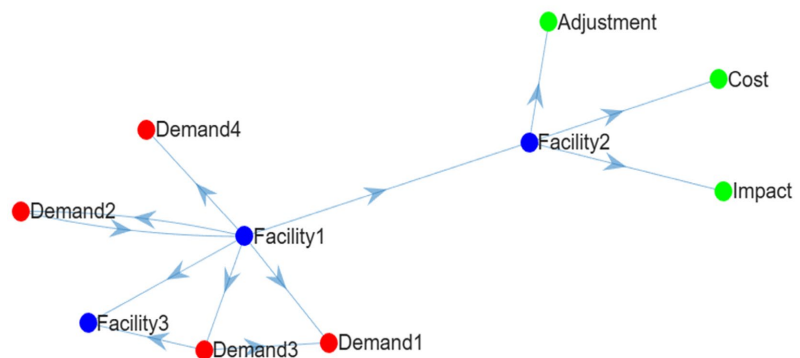 Adjustment
Cost
Demand4
Facility2
Impact
Demand2
Facility1
Facility3
Demand3
Demand1